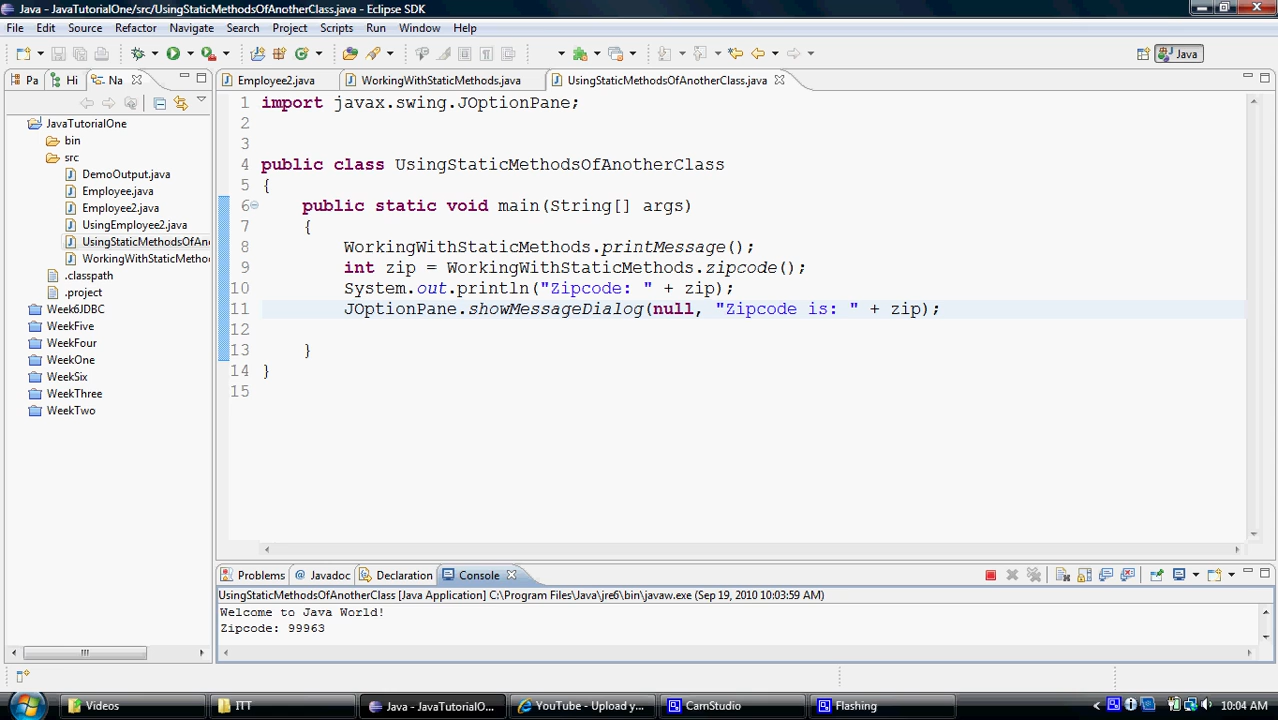 Java - JavaTutorialOne/src/UsingStaticMethodsOfAnotherClass.java - Eclipse SDK
File Edit Source Refactor Navigate Search Project Scripts Run Window Help
Java
Pa Hi Na
Employee2.java WorkingWithStaticMethods.java UsingStaticMethodsOfAnotherClass.java
JavaTutorialOne
bin
src
DemoOutput.java
Employee.java
Employee2.java
UsingEmployee2.java
UsingStaticMethodsOfAn
WorkingWithStaticMetho
.classpath
.project
Week6JDBC
WeekFive
WeekFour
WeekOne
WeekSix
WeekThree
WeekTwo
1 import javax.swing.JOptionPane;
2
3
4 public class UsingStaticMethodsOfAnotherClass
5 {
6 public static void main(String[] args)
7 {
8 WorkingWithStaticMethods.printMessage();
9 int zip = WorkingWithStaticMethods.zipcode();
10 System.out.println("Zipcode: " + zip);
11 JOptionPane.showMessageDialog(null, "Zipcode is: " + zip);
12
13 }
14 }
15
Problems @ Javadoc Declaration Console
UsingStaticMethodsOfAnotherClass [Java Application] C:\Program Files\Java\jre6\bin\javaw.exe (Sep 19, 2010 10:03:59 AM)
Welcome to Java World!
Zipcode: 99963
Videos ITT Java - JavaTutorialO... YouTube - Upload y... CamStudio Flashing 10:04 AM